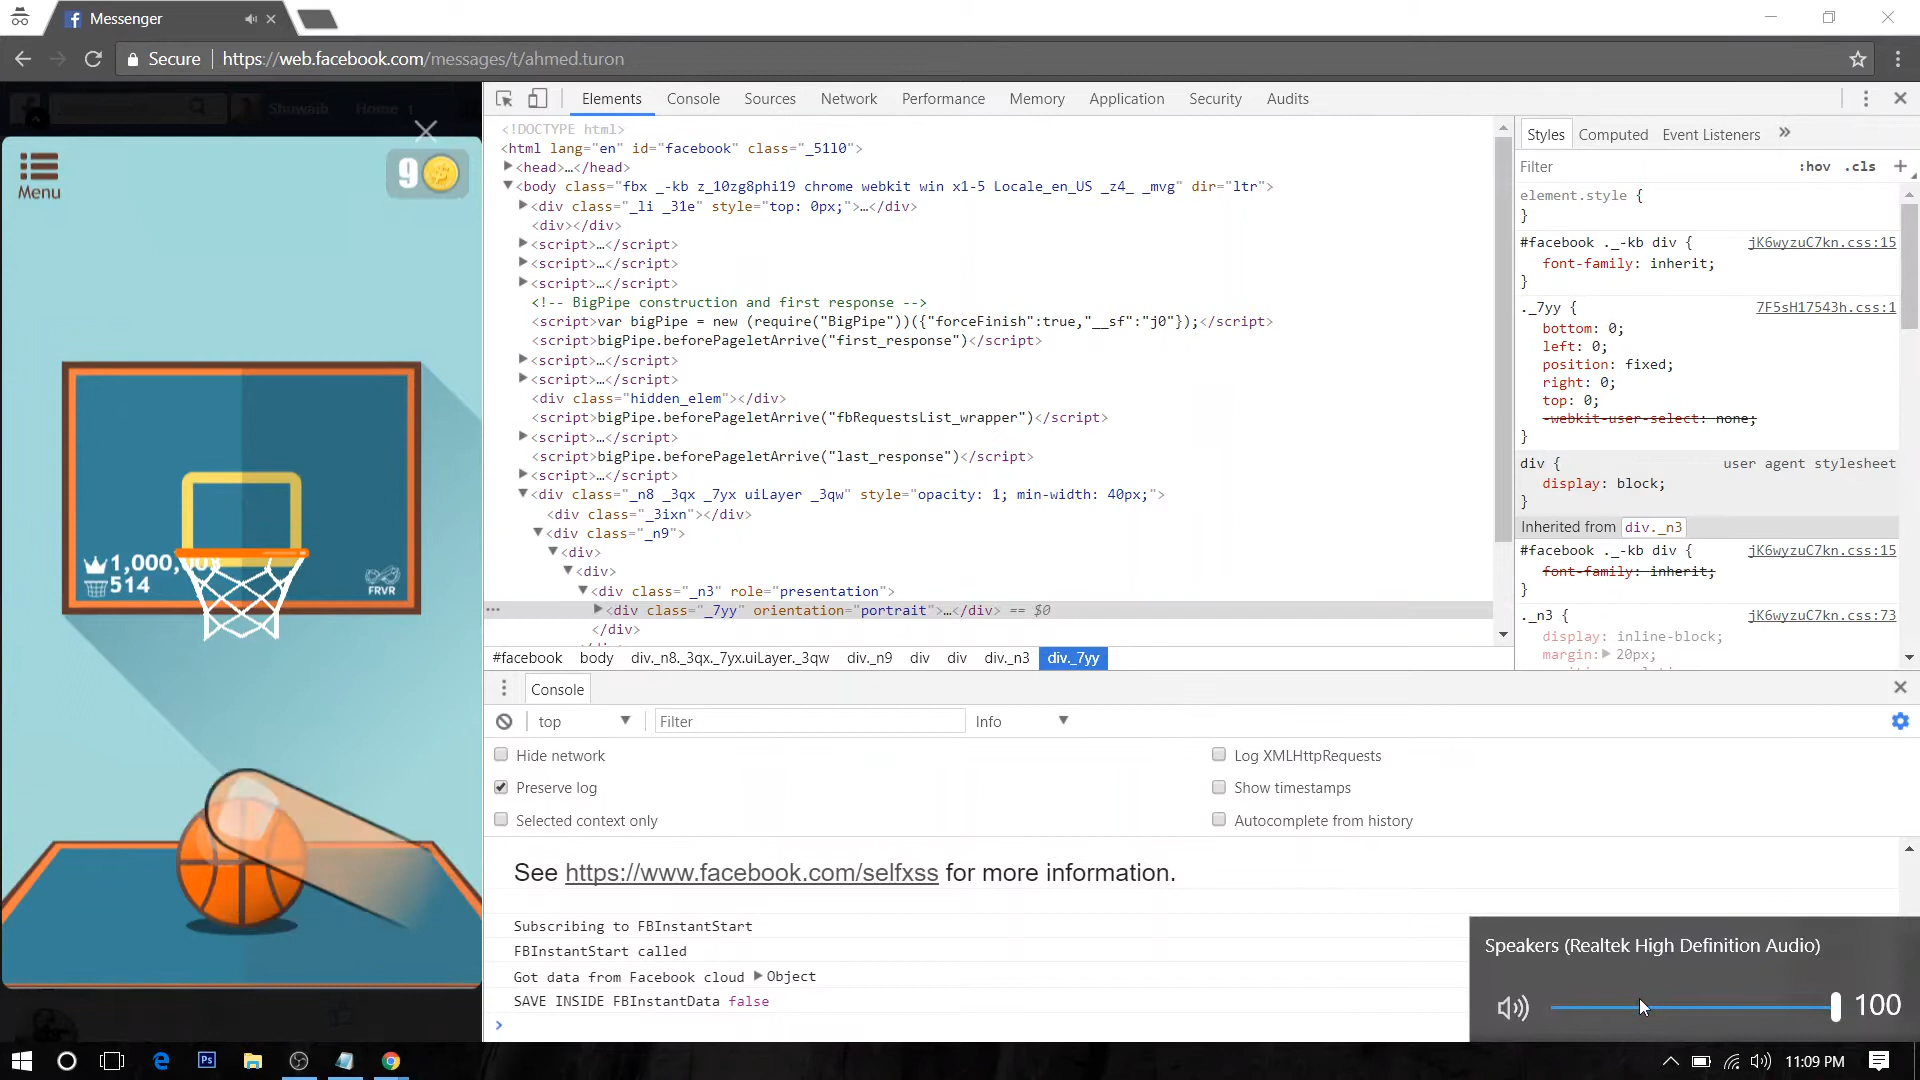 Messenger
Secure https://web.facebook.com/messages/t/ahmed.turon
Shuwaib Home 1
Menu
9
1,000,003
514
FRVR
Elements Console Sources Network Performance Memory Application Security Audits
<!DOCTYPE html>
<html lang="en" id="facebook" class="_51l0">
<head>…</head>
<body class="fbx _-kb z_10zg8phi19 chrome webkit win x1-5 Locale_en_US _z4_ _mvg" dir="ltr">
<div class="_li _31e" style="top: 0px;">…</div>
<div></div>
<script>…</script>
<script>…</script>
<script>…</script>
<!-- BigPipe construction and first response -->
<script>var bigPipe = new (require("BigPipe"))({"forceFinish":true,"__sf":"j0"});</script>
<script>bigPipe.beforePageletArrive("first_response")</script>
<script>…</script>
<script>…</script>
<div class="hidden_elem"></div>
<script>bigPipe.beforePageletArrive("fbRequestsList_wrapper")</script>
<script>…</script>
<script>bigPipe.beforePageletArrive("last_response")</script>
<script>…</script>
<div class="_n8 _3qx _7yx uiLayer _3qw" style="opacity: 1; min-width: 40px;">
<div class="_3ixn"></div>
<div class="_n9">
<div>
<div>
<div class="_n3" role="presentation">
… <div class="_7yy" orientation="portrait">…</div> == $0
</div>
#facebook body div._n8._3qx._7yx.uiLayer._3qw div._n9 div div div._n3 div._7yy
Styles Computed Event Listeners »
Filter :hov .cls +
element.style {
}
#facebook ._-kb div { jK6wyzuC7kn.css:15
font-family: inherit;
}
._7yy { 7F5sH17543h.css:1
bottom: 0;
left: 0;
position: fixed;
right: 0;
top: 0;
-webkit-user-select: none;
}
div { user agent stylesheet
display: block;
}
Inherited from div._n3
#facebook ._-kb div { jK6wyzuC7kn.css:15
font-family: inherit;
}
._n3 { jK6wyzuC7kn.css:73
display: inline-block;
margin: 20px;
Console
top Filter Info
Hide network Log XMLHttpRequests
Preserve log Show timestamps
Selected context only Autocomplete from history
See https://www.facebook.com/selfxss for more information.
Subscribing to FBInstantStart
FBInstantStart called
Got data from Facebook cloud Object
SAVE INSIDE FBInstantData false
Speakers (Realtek High Definition Audio)
100
Ps
11:09 PM